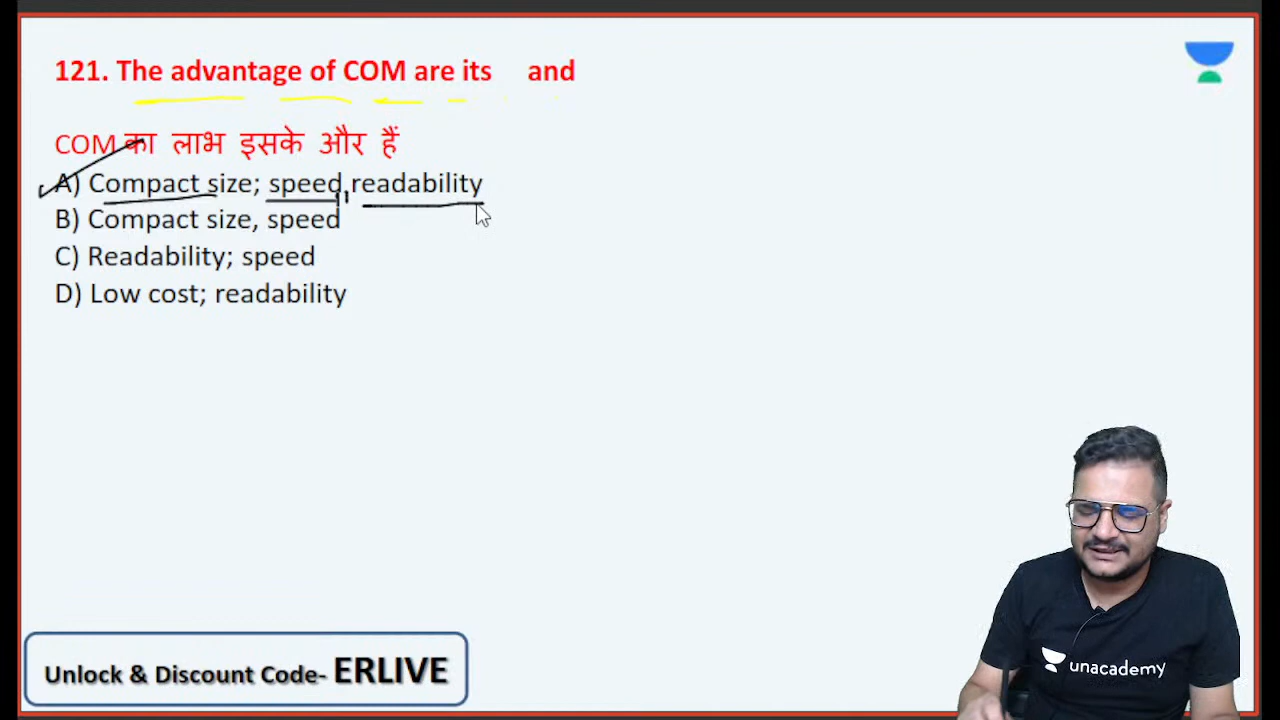 121. The advantage of COM are its and
COM का लाभ इसके और हैं
A) Compact size; speed,readability
B) Compact size, speed
C) Readability; speed
D) Low cost; readability
unacademy
Unlock & Discount Code- ERLIVE